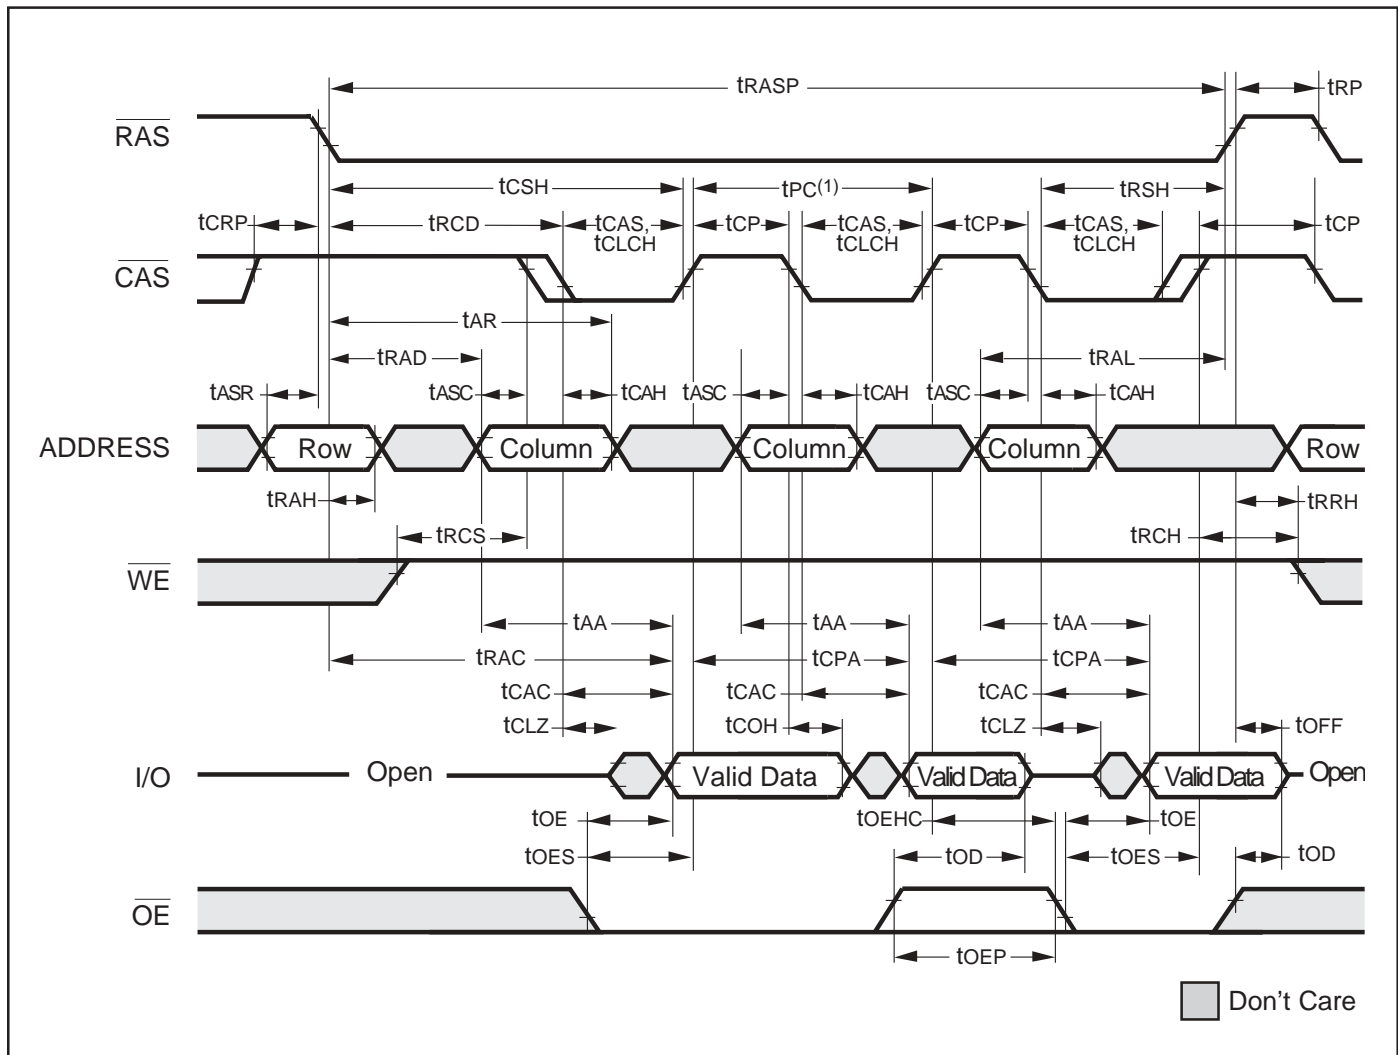 tRASP tRP
RAS
tCSH tPC(1) tRSH
tCRP tRCD tCAS, tCLCH tCP tCAS, tCLCH tCP tCAS, tCLCH tCP
CAS
tAR
tRAD tRAL
tASR tASC tCAH tASC tCAH tASC tCAH
ADDRESS Row Column Column Column Row
tRAH tRRH
tRCS tRCH
WE
tAA tAA tAA
tRAC tCPA tCPA
tCAC tCAC tCAC
tCLZ tCOH tCLZ tOFF
I/O Open Valid Data Valid Data Valid Data Open
tOE tOEHC tOE
tOES tOD tOES tOD
OE
tOEP
Don't Care